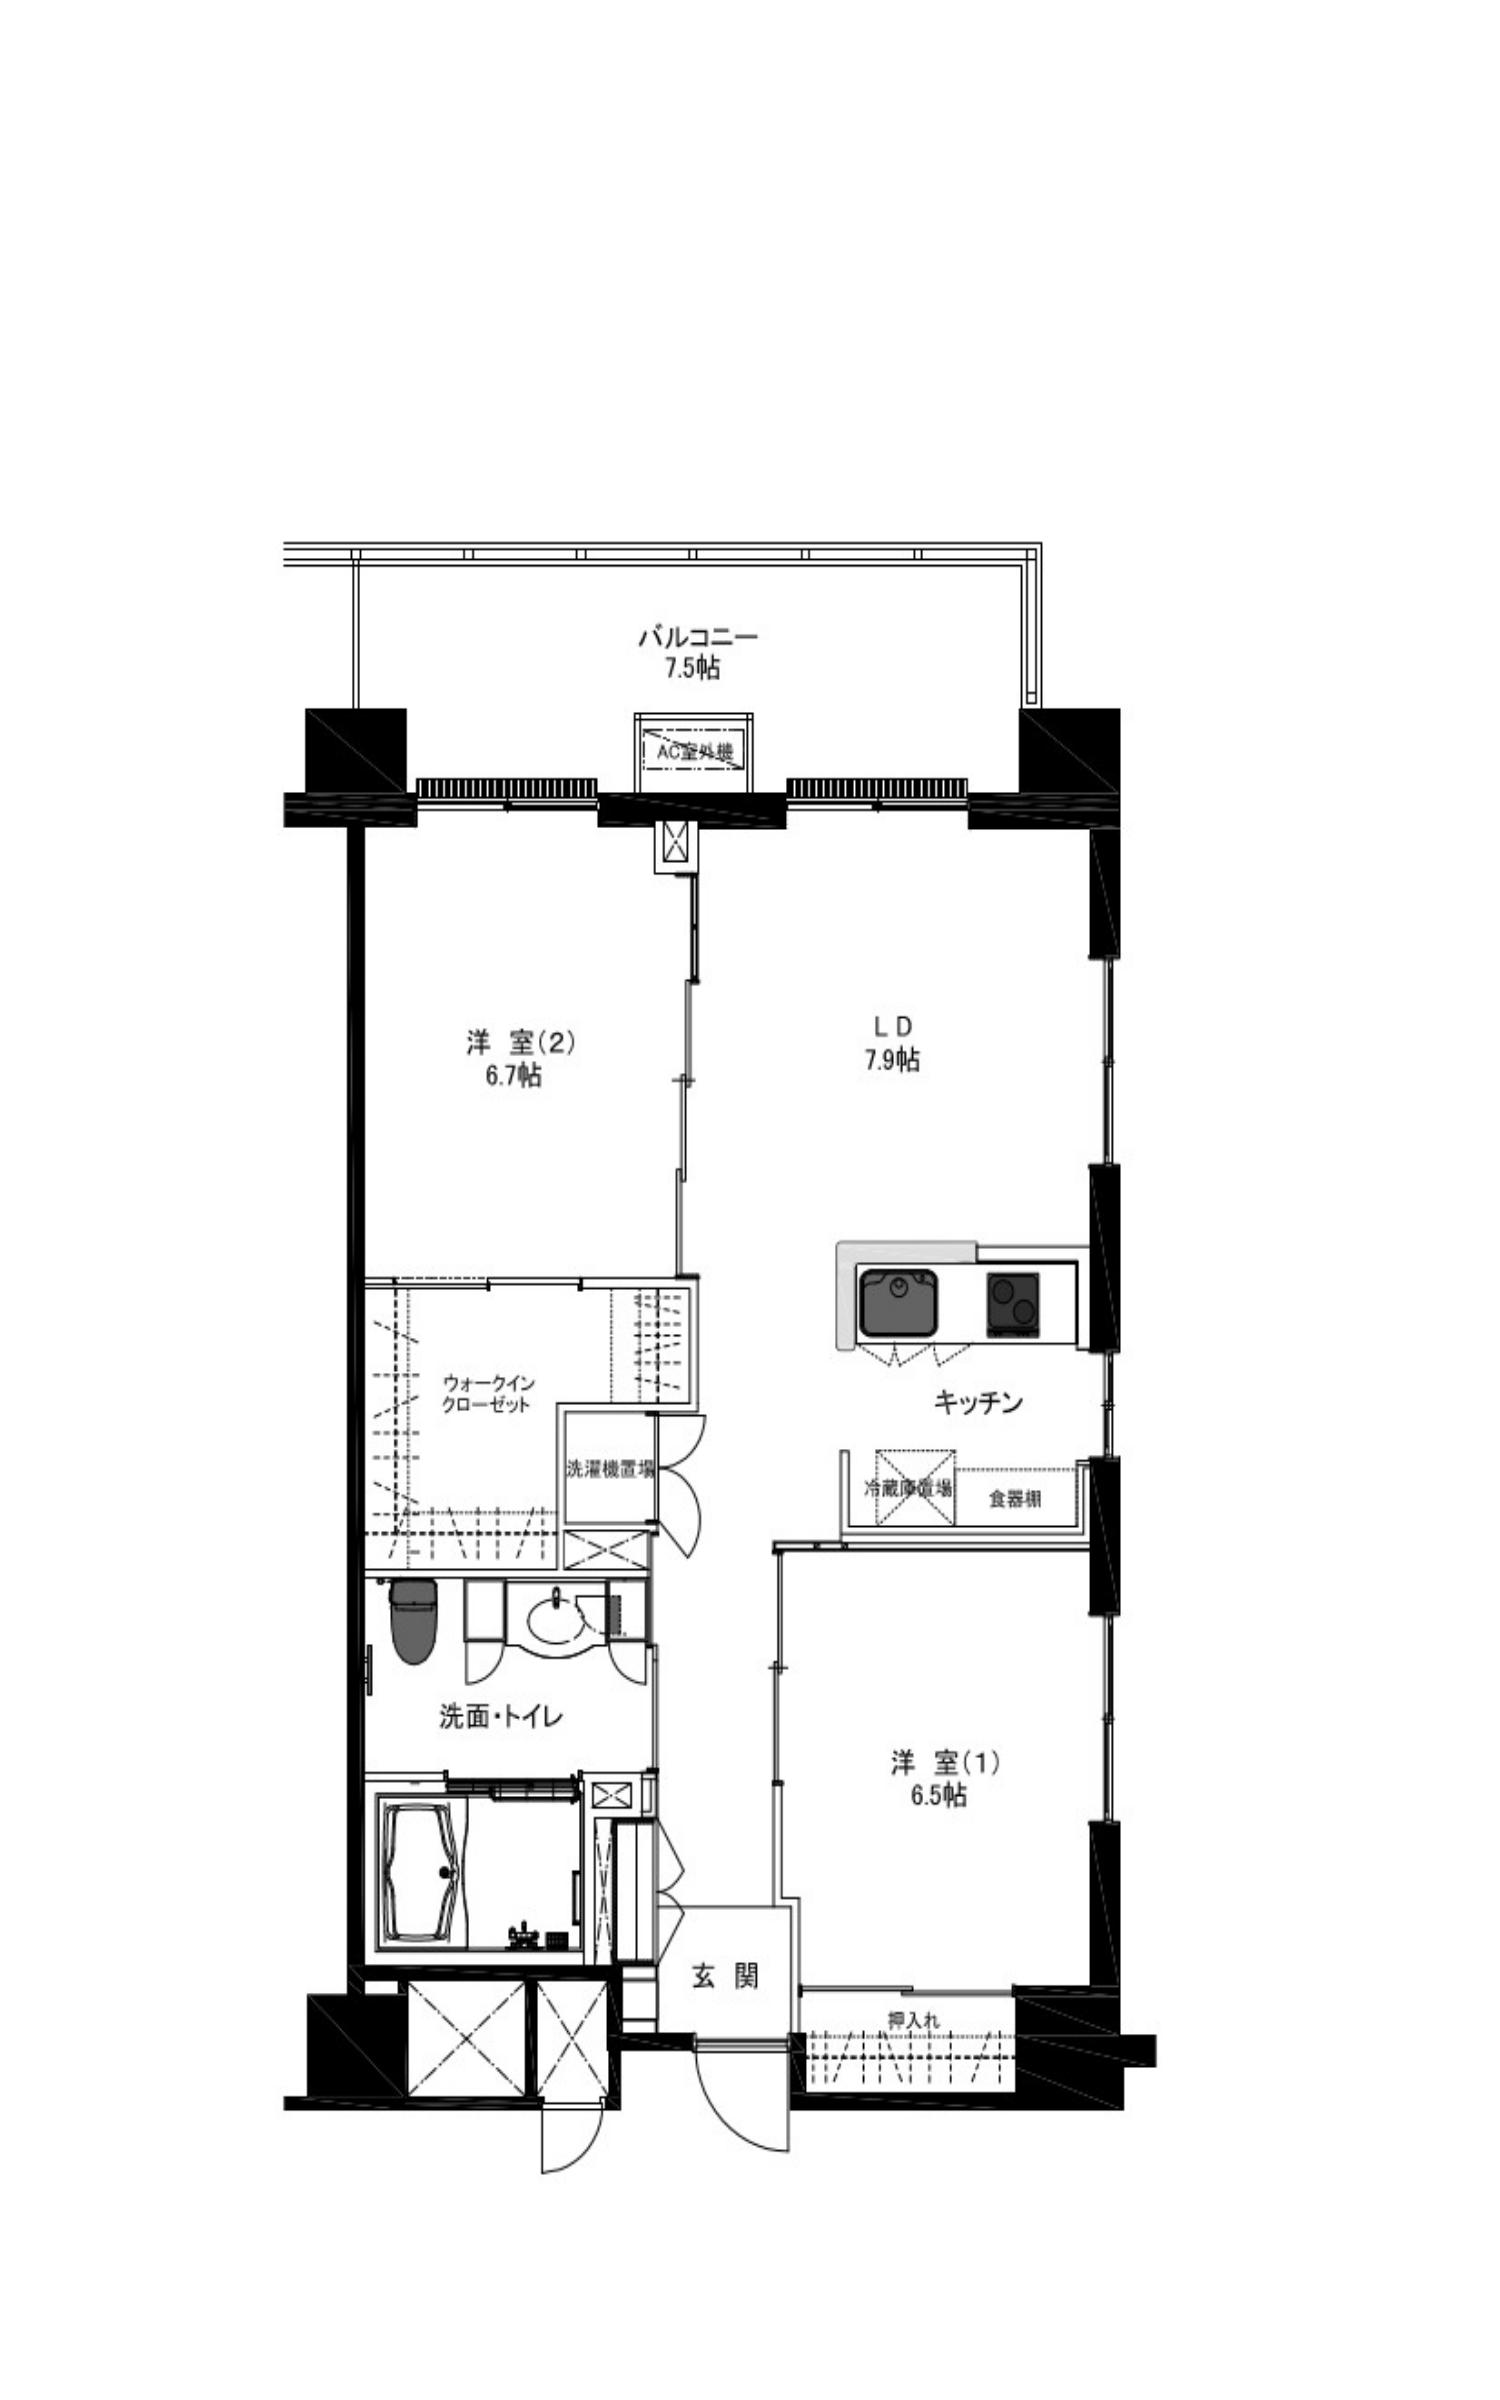 バルコニー
7.5帖
AC室外機
洋 室(2)
6.7帖
LD
7.9帖
ウォークイン
クローゼット
キッチン
洗濯機置場
冷蔵庫置場
食器棚
洗面・トイレ
洋 室(1)
6.5帖
玄 関
押入れ